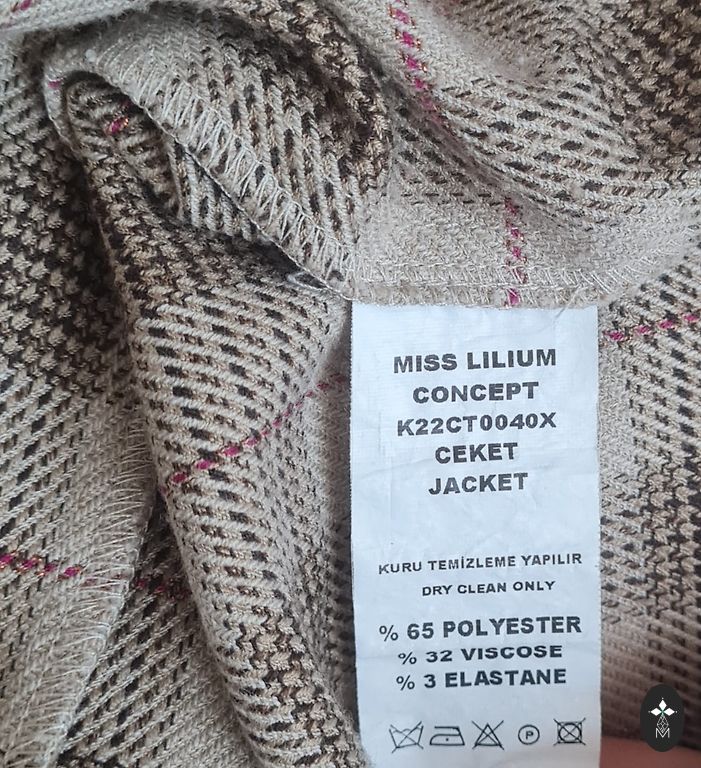 MISS LILIUM
CONCEPT
K22CT0040X
CEKET
JACKET
KURU TEMİZLEME YAPILIR
DRY CLEAN ONLY
% 65 POLYESTER
% 32 VISCOSE
% 3 ELASTANE
P
M